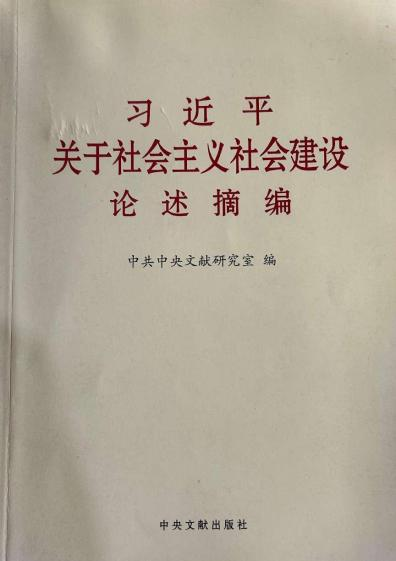 习近平
关于社会主义社会建设
论述摘编
中共中央文献研究室 编
中央文献出版社